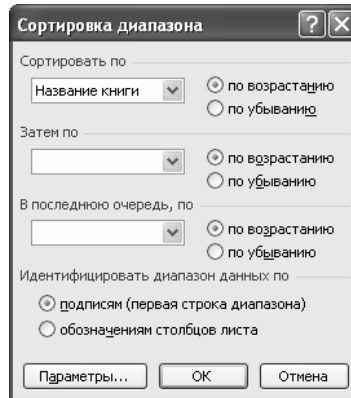 Сортировка диапазона
Сортировать по
Название книги
по возрастанию
по убыванию
Затем по
по возрастанию
по убыванию
В последнюю очередь, по
по возрастанию
по убыванию
Идентифицировать диапазон данных по
подписям (первая строка диапазона)
обозначениям столбцов листа
Параметры...
ОК
Отмена